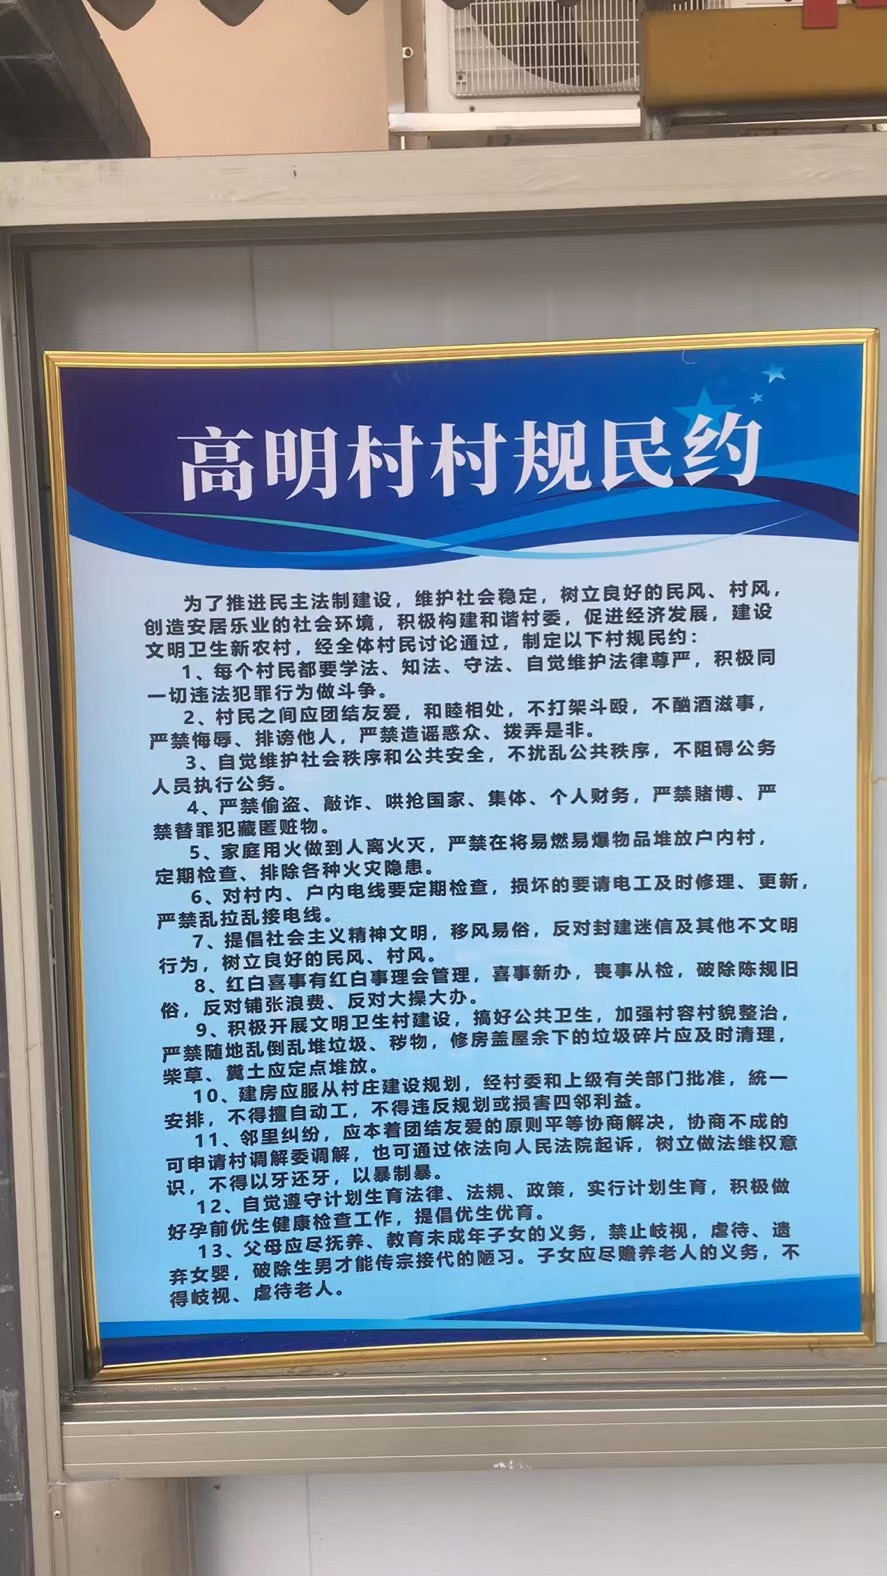 高明村村规民约
为了推进民主法制建设，维护社会稳定，树立良好的民风、村风，
创造安居乐业的社会环境，积极构建和谐村委，促进经济发展，建设
文明卫生新农村，经全体村民讨论通过，制定以下村规民约：
1、每个村民都要学法、知法、守法、自觉维护法律尊严，积极同
一切违法犯罪行为做斗争。
2、村民之间应团结友爱，和睦相处，不打架斗殴，不酗酒滋事，
严禁侮辱、排谤他人，严禁造谣惑众、拨弄是非。
3、自觉维护社会秩序和公共安全，不扰乱公共秩序，不阻碍公务
人员执行公务。
4、严禁偷盗、敲诈、哄抢国家、集体、个人财务，严禁赌博、严
禁替罪犯藏匿赃物。
5、家庭用火做到人离火灭，严禁在将易燃易爆物品堆放户内村，
定期检查、排除各种火灾隐患。
6、对村内、户内电线要定期检查，损坏的要请电工及时修理、更新，
严禁乱拉乱接电线。
7、提倡社会主义精神文明，移风易俗，反对封建迷信及其他不文明
行为，树立良好的民风、村风。
8、红白喜事有红白事理会管理，喜事新办，丧事从检，破除陈规旧
俗，反对铺张浪费、反对大操大办。
9、积极开展文明卫生村建设，搞好公共卫生，加强村容村貌整治，
严禁随地乱倒乱堆垃圾、秽物，修房盖屋余下的垃圾碎片应及时清理，
柴草、粪土应定点堆放。
10、建房应服从村庄建设规划，经村委和上级有关部门批准，統一
安排，不得擅自动工，不得违反规划或损害四邻利益。
11、邻里纠纷，应本着团结友爱的原则平等协商解决，协商不成的
可申请村调解委调解，也可通过依法向人民法院起诉，树立做法维权意
识，不得以牙还牙，以暴制暴。
12、自觉遵守计划生育法律、法規、政策，实行计划生育，积极做
好孕前优生健康检查工作，提倡优生优育。
13、父母应尽抚养、教育未成年子女的义务，禁止歧视，虐待、遗
弃女婴，破除生男才能传宗接代的陋习。子女应尽赡养老人的义务，不
得歧视、虐待老人。